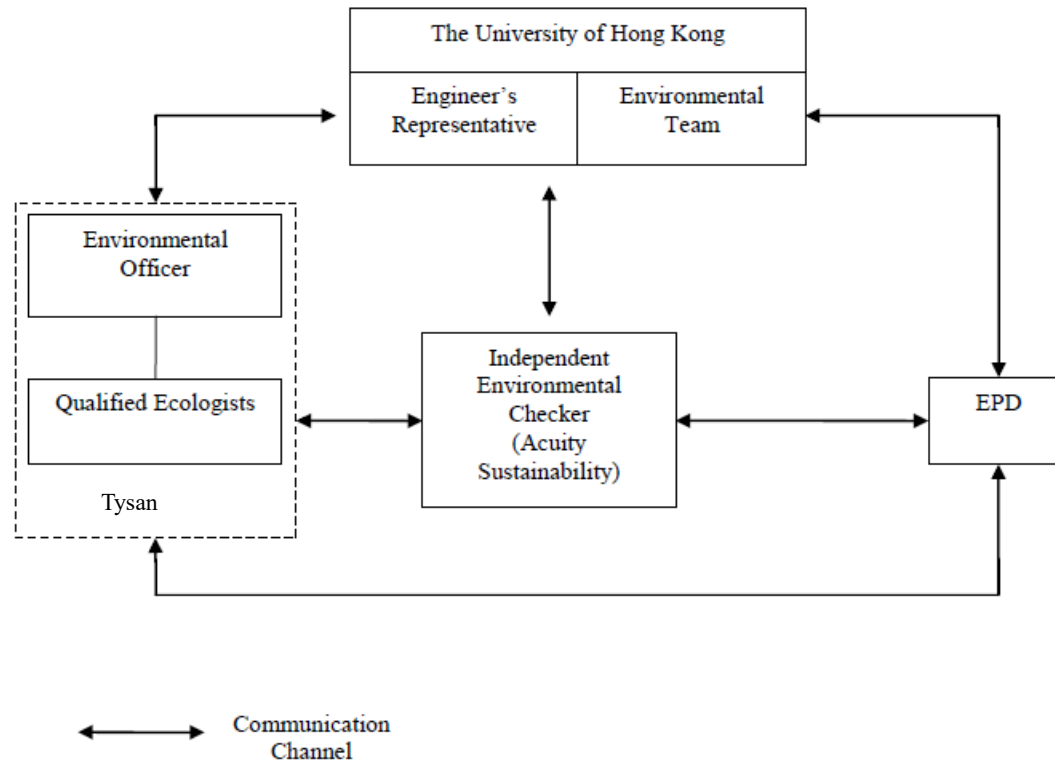 The University of Hong Kong
Engineer’s
Representative
Environmental
Team
Environmental
Officer
Qualified Ecologists
Tysan
Independent
Environmental
Checker
(Acuity
Sustainability)
EPD
Communication
Channel